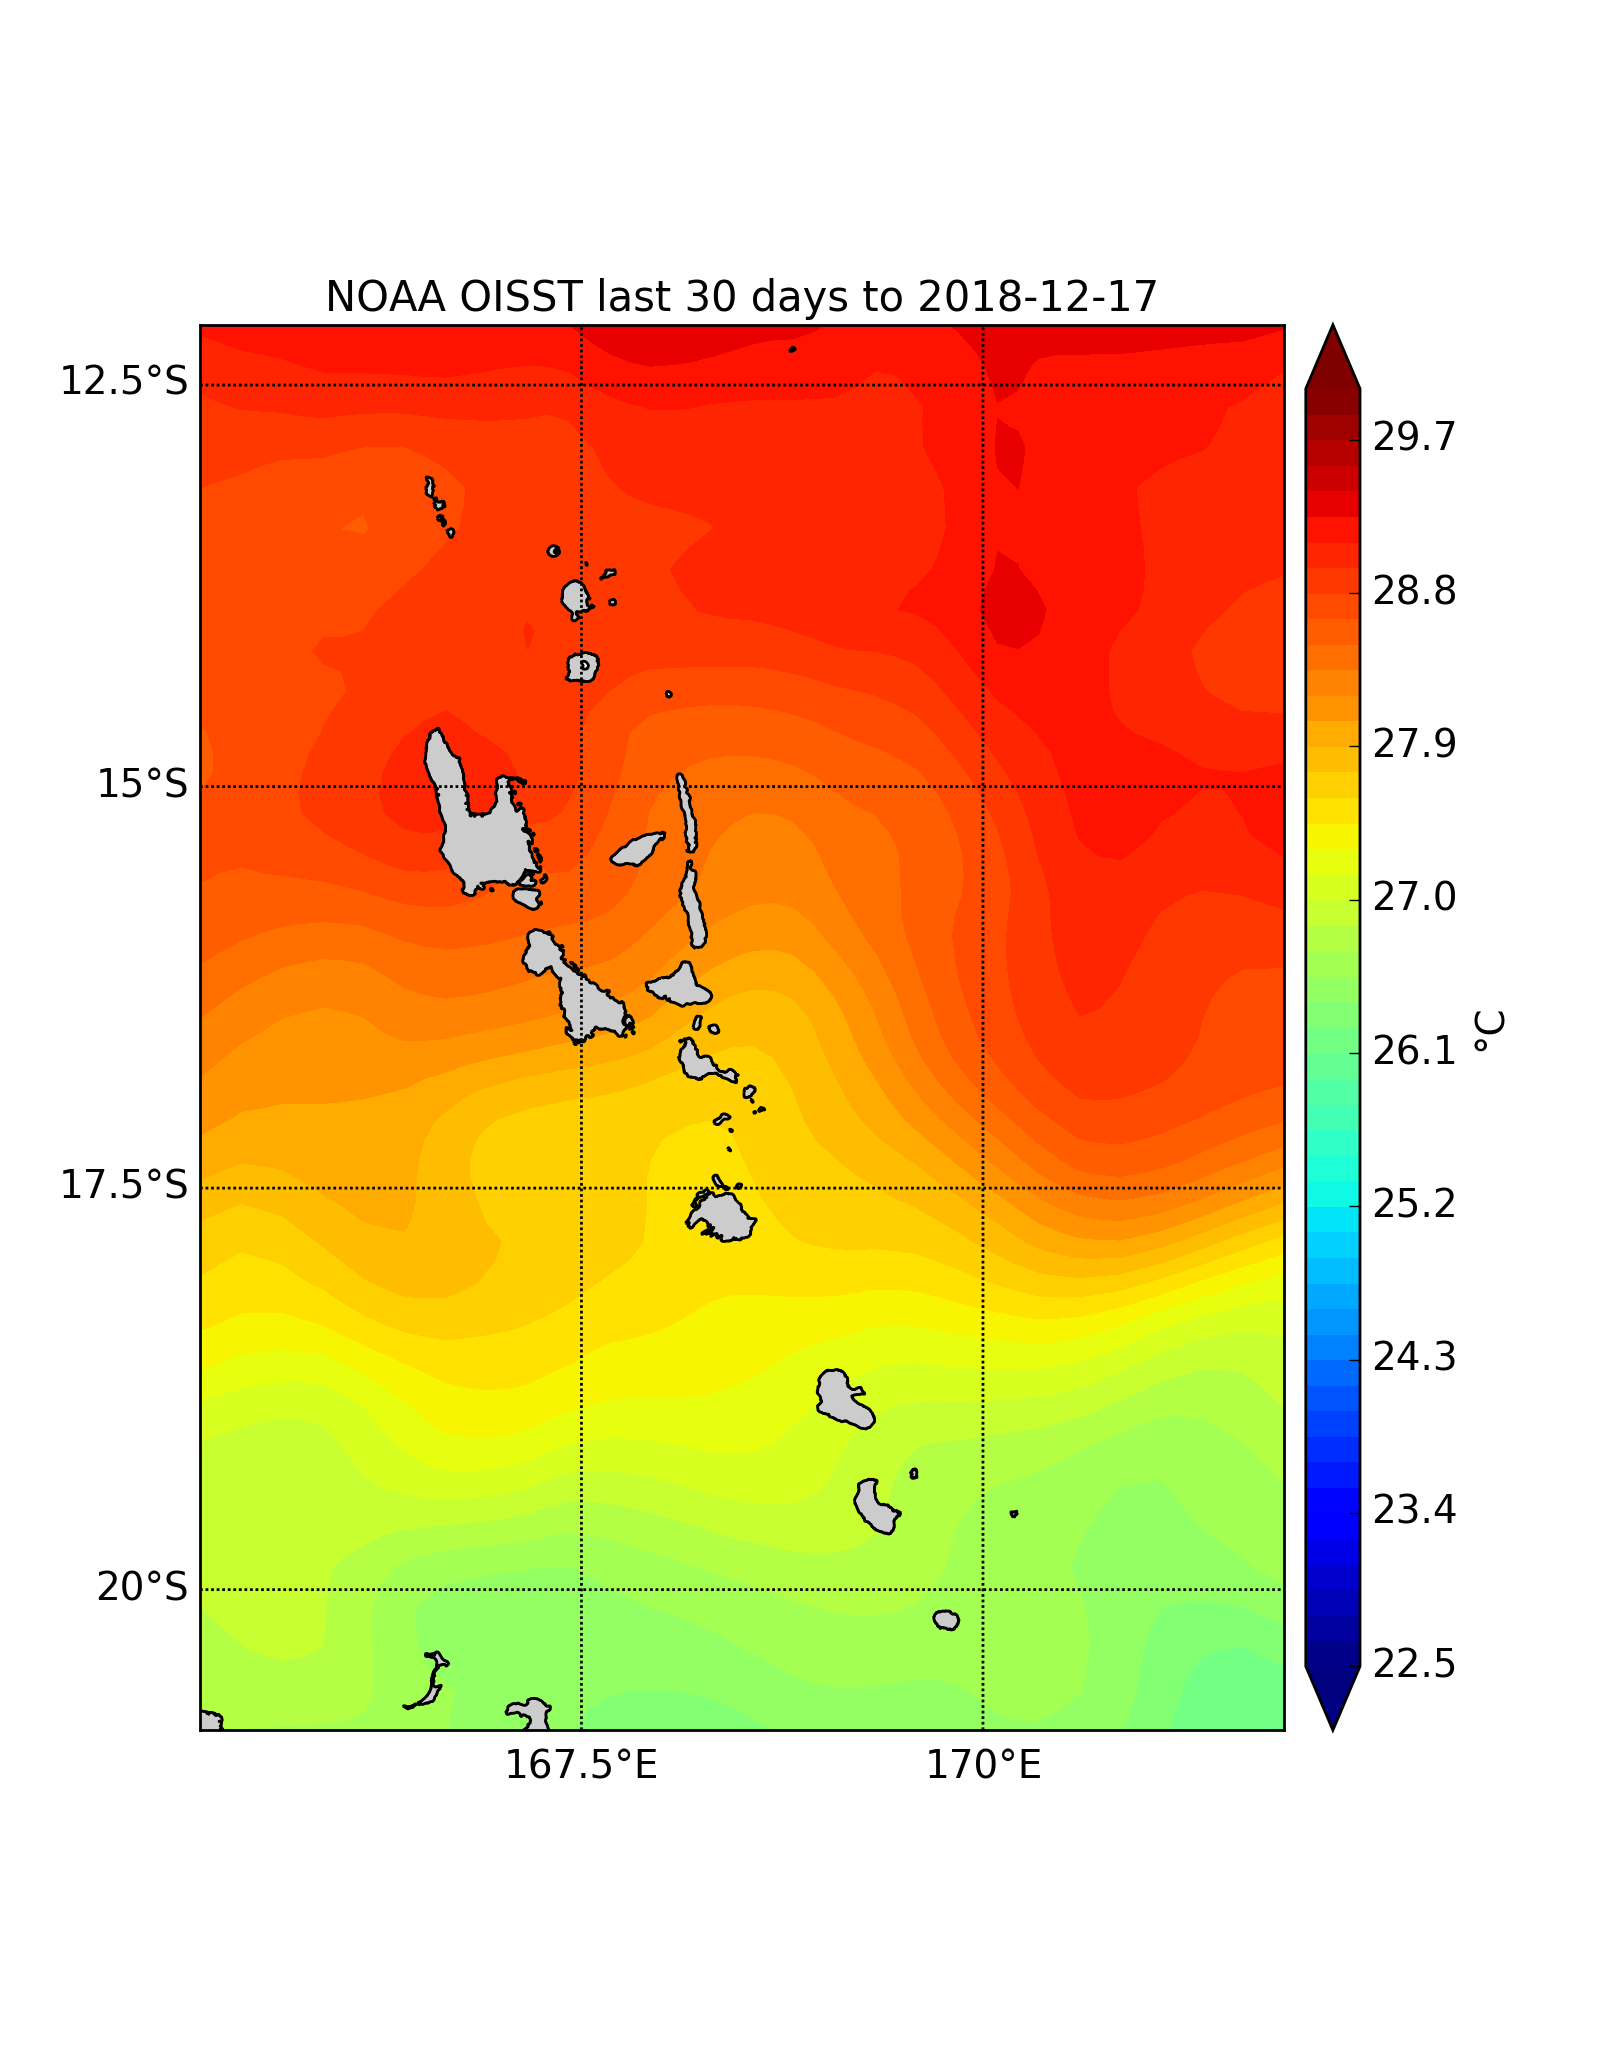 NOAA OISST last 30 days to 2018-12-17
12.5°S
15°S
17.5°S
20°S
167.5°E
170°E
29.7
28.8
27.9
27.0
26.1
25.2
24.3
23.4
22.5
°C